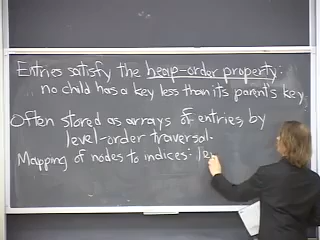 Entries satisfy the heap-order property:
no child has a key less than its parent's key.
Often stored as arrays of entries, by
level-order traversal.
Mapping of nodes to indices: le